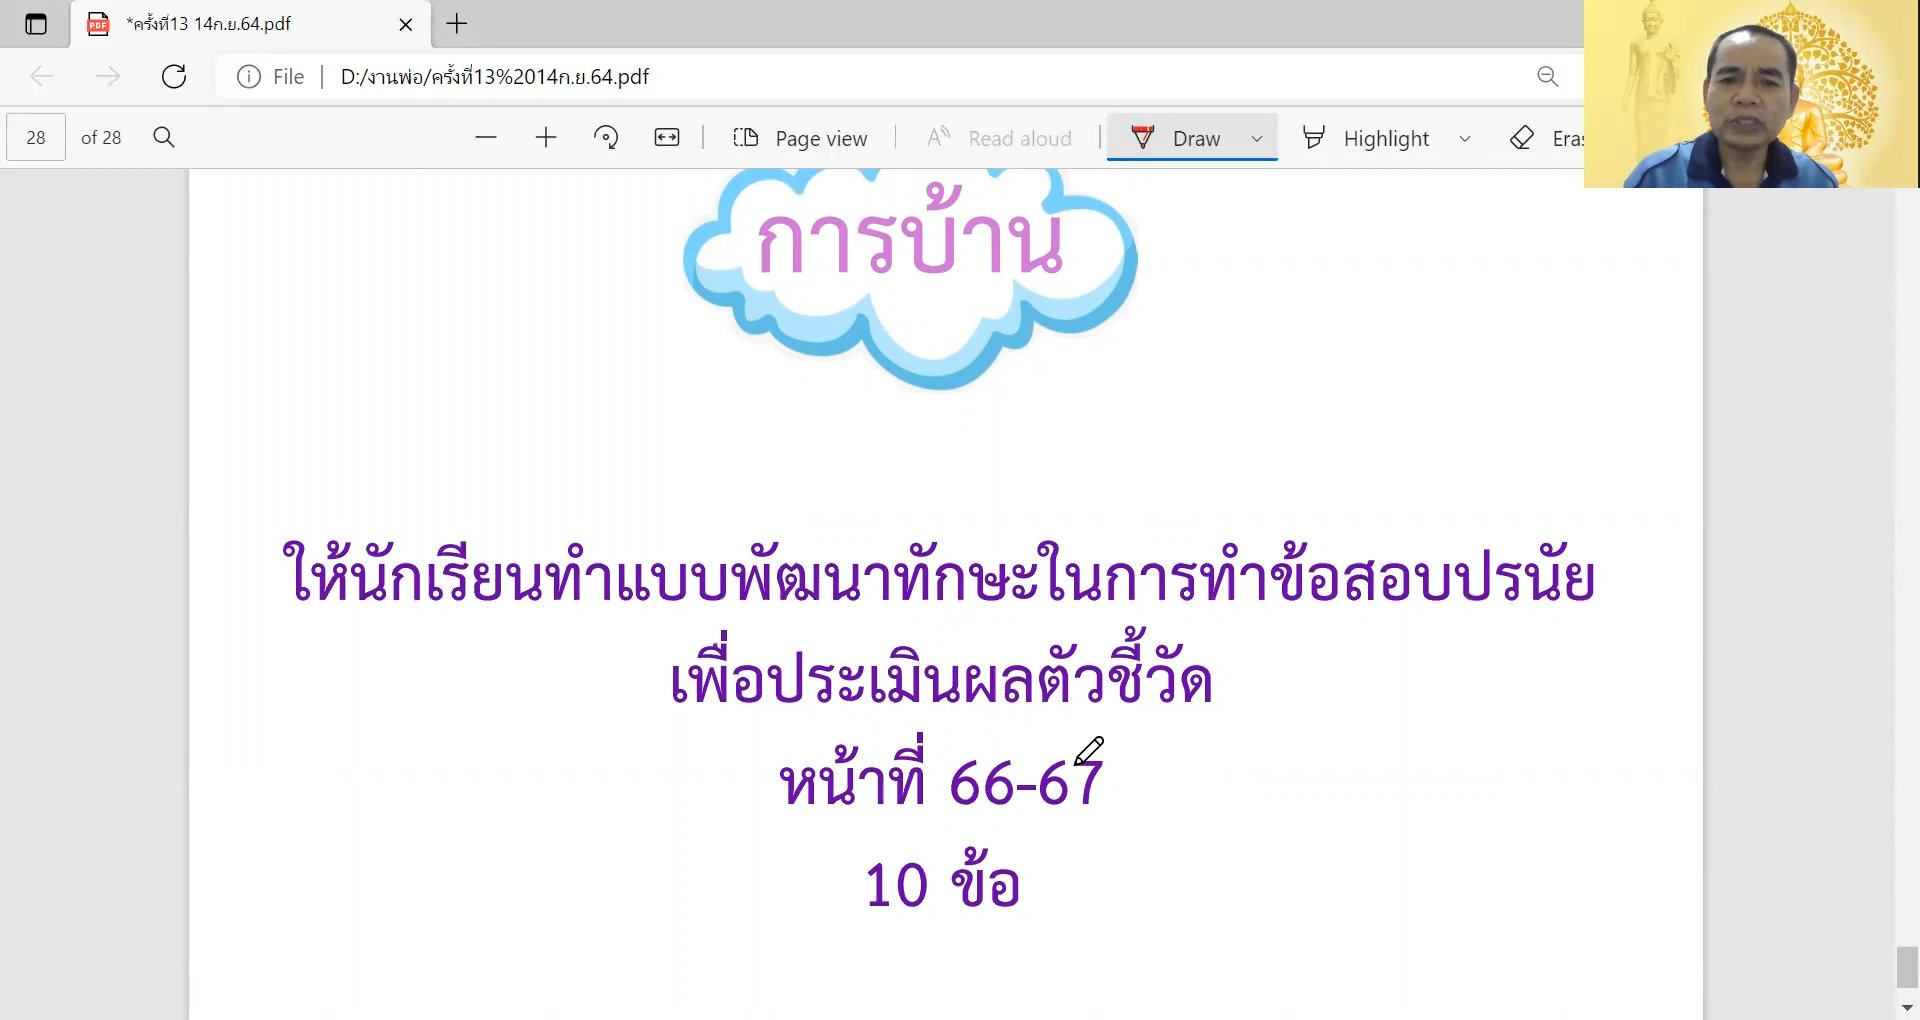 *ครั้งที่13 14ก.ย.64.pdf
File
D:/งานพ่อ/ครั้งที่13%2014ก.ย.64.pdf
28 of 28
Page view
Read aloud
Draw
Highlight
Eras
การบ้าน
ให้นักเรียนทำแบบพัฒนาทักษะในการทำข้อสอบปรนัย
เพื่อประเมินผลตัวชี้วัด
หน้าที่ 66-67
10 ข้อ